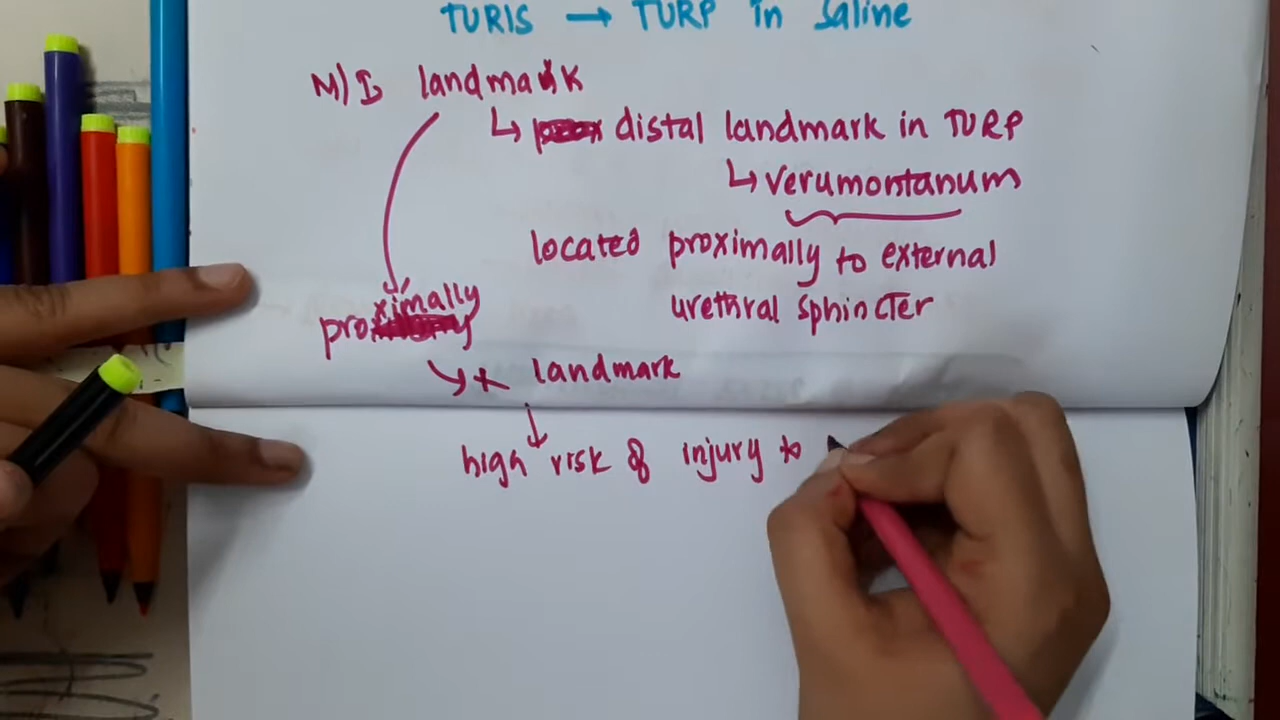 TURIS → TURP in Saline
M/I landmark
↳ distal landmark in TURP
↳ verumontanum
located proximally to external
urethral sphincter
proximally
↘ x landmark
↓
high risk of injury to